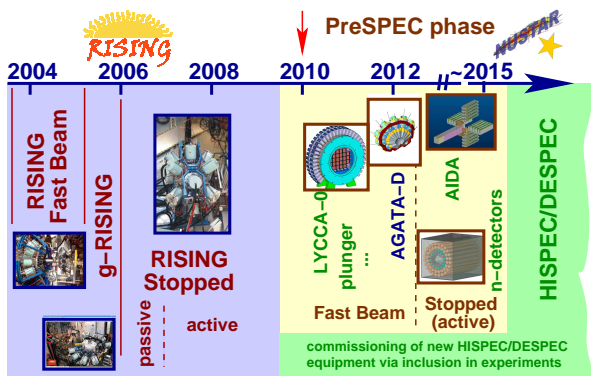 RISING
PreSPEC phase
NUSTAR
2004
2006
2008
2010
2012
2015
RISING
Fast Beam
g-RISING
RISING
Stopped
passive
active
LYCCA-0
plunger
...
AGATA-D
AIDA
n-detectors
Fast Beam
Stopped
(active)
HISPEC/DESPEC
commissioning of new HISPEC/DESPEC
equipment via inclusion in experiments